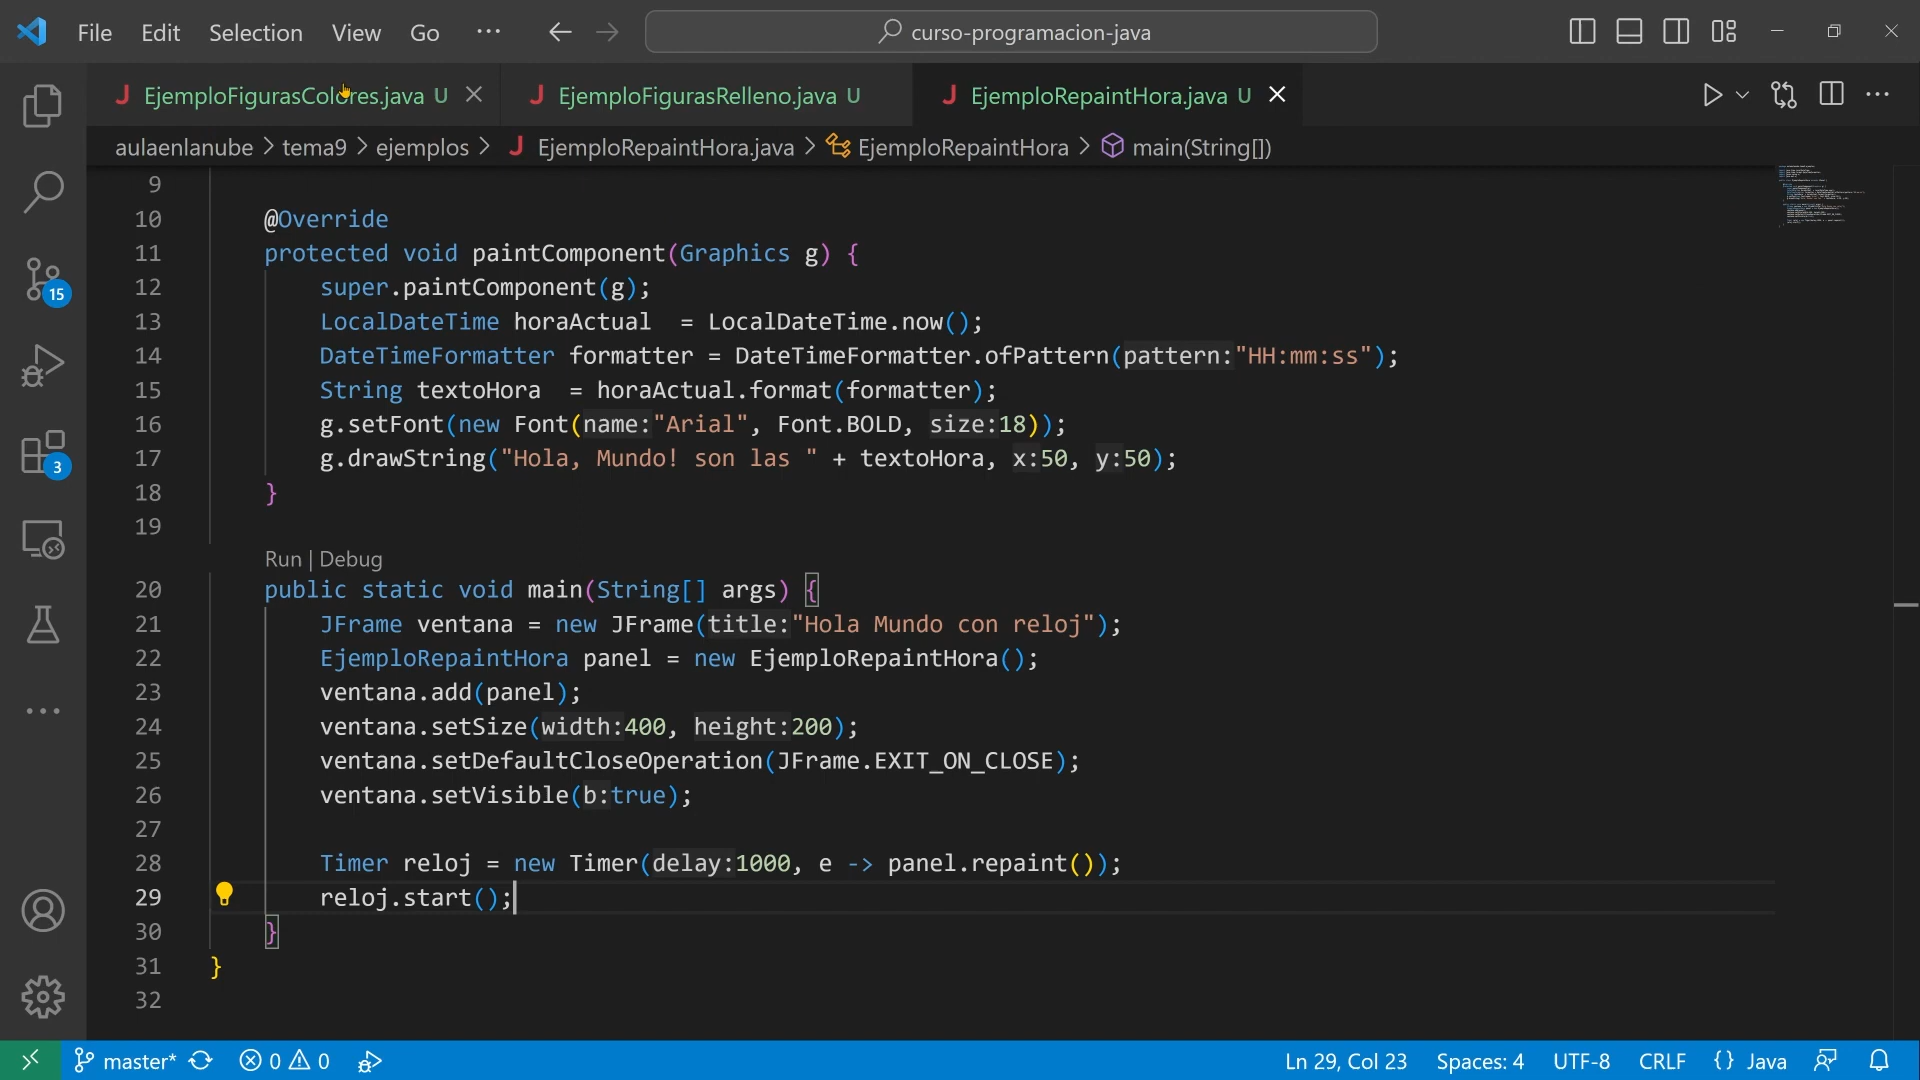 File Edit Selection View Go ··· curso-programacion-java
EjemploFigurasColores.java U EjemploFigurasRelleno.java U EjemploRepaintHora.java U
aulaenlanube > tema9 > ejemplos > EjemploRepaintHora.java > EjemploRepaintHora > main(String[])
9
10 @Override
11 protected void paintComponent(Graphics g) {
12 super.paintComponent(g);
13 LocalDateTime horaActual  = LocalDateTime.now();
14 DateTimeFormatter formatter = DateTimeFormatter.ofPattern(pattern:"HH:mm:ss");
15 String textoHora  = horaActual.format(formatter);
16 g.setFont(new Font(name:"Arial", Font.BOLD, size:18));
17 g.drawString("Hola, Mundo! son las " + textoHora, x:50, y:50);
18 }
19
Run | Debug
20 public static void main(String[] args) {
21 JFrame ventana = new JFrame(title:"Hola Mundo con reloj");
22 EjemploRepaintHora panel = new EjemploRepaintHora();
23 ventana.add(panel);
24 ventana.setSize(width:400, height:200);
25 ventana.setDefaultCloseOperation(JFrame.EXIT_ON_CLOSE);
26 ventana.setVisible(b:true);
27
28 Timer reloj = new Timer(delay:1000, e -> panel.repaint());
29 reloj.start();
30 }
31 }
32
15
3
master* 0 0 Ln 29, Col 23 Spaces: 4 UTF-8 CRLF {} Java